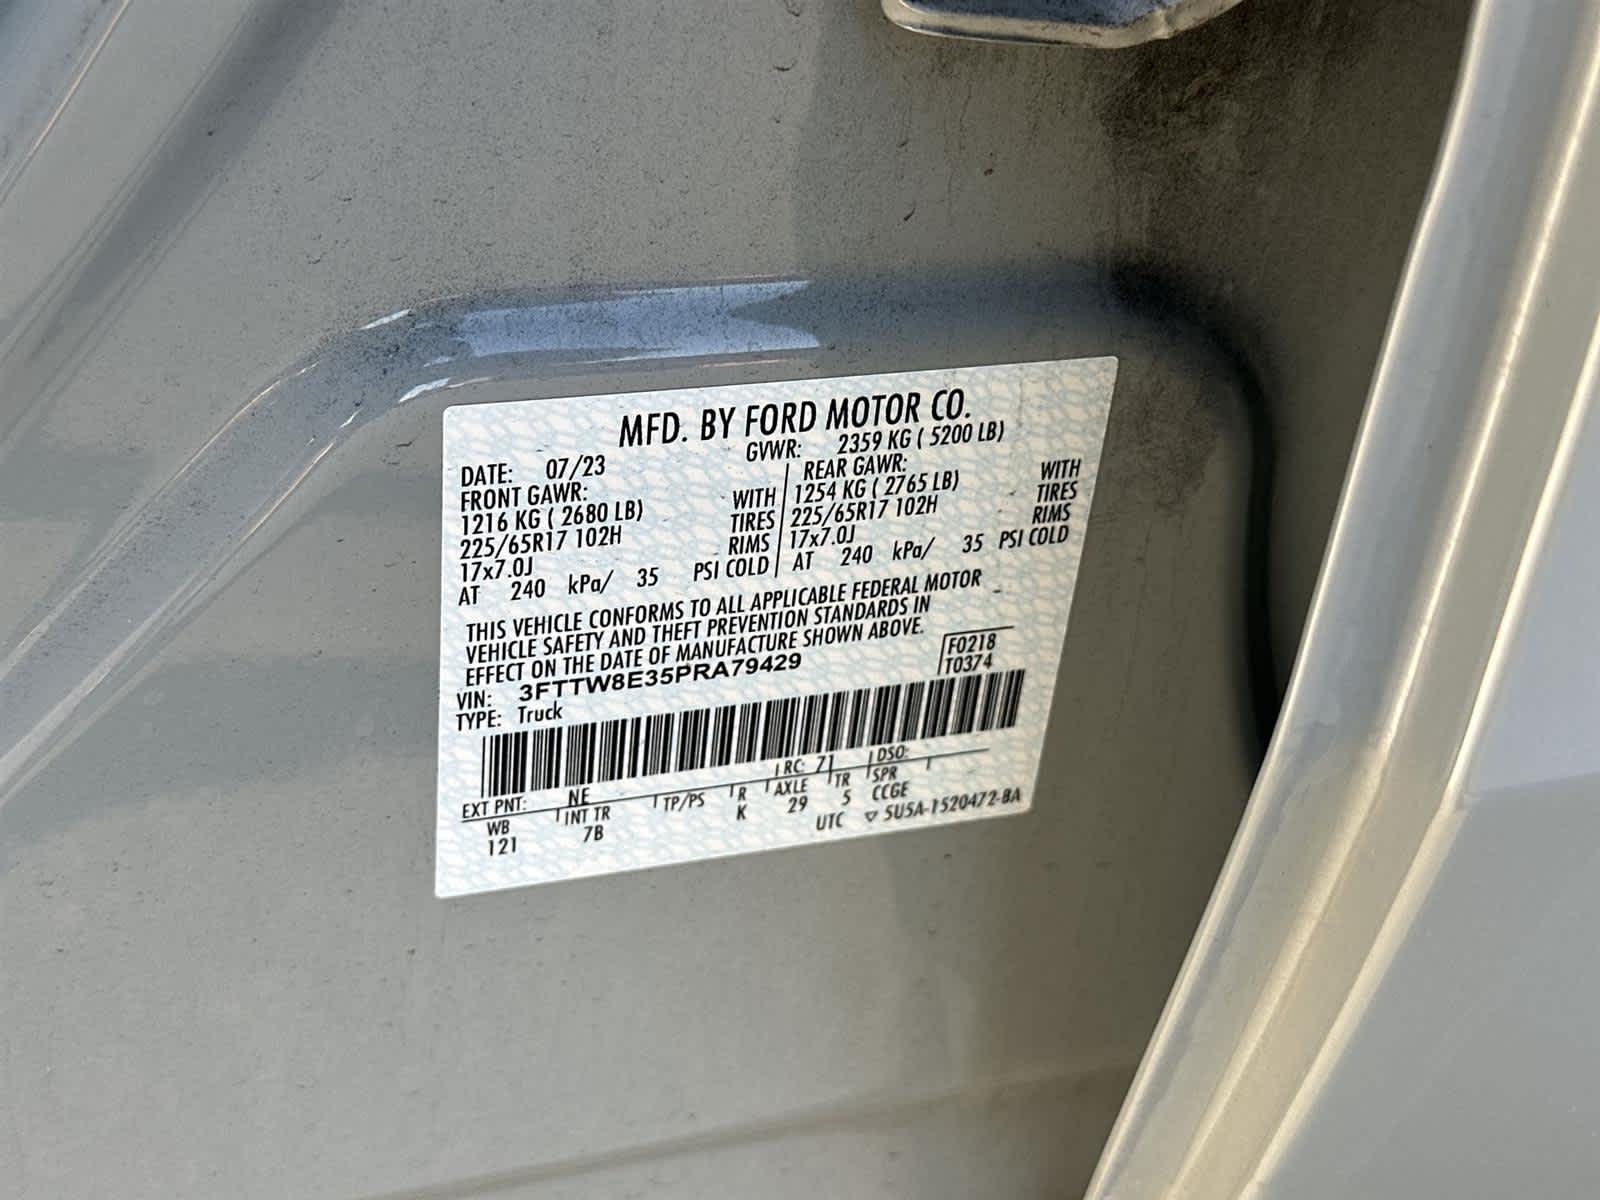 MFD. BY FORD MOTOR CO.
DATE: 07/23 GVWR: 2359 KG ( 5200 LB)
FRONT GAWR: REAR GAWR:
1216 KG ( 2680 LB) WITH 1254 KG ( 2765 LB) WITH
225/65R17 102H TIRES 225/65R17 102H TIRES
17x7.0J RIMS 17x7.0J RIMS
AT 240 kPa/ 35 PSI COLD AT 240 kPa/ 35 PSI COLD
THIS VEHICLE CONFORMS TO ALL APPLICABLE FEDERAL MOTOR
VEHICLE SAFETY AND THEFT PREVENTION STANDARDS IN
EFFECT ON THE DATE OF MANUFACTURE SHOWN ABOVE.
VIN: 3FTTW8E35PRA79429 F0218
TYPE: Truck T0374
EXT PNT: NE RC: 71 DSO:
WB INT TR TP/PS R AXLE TR SPR
121 7B K 29 5 CCGE
UTC ▽ 5U5A-1520472-BA